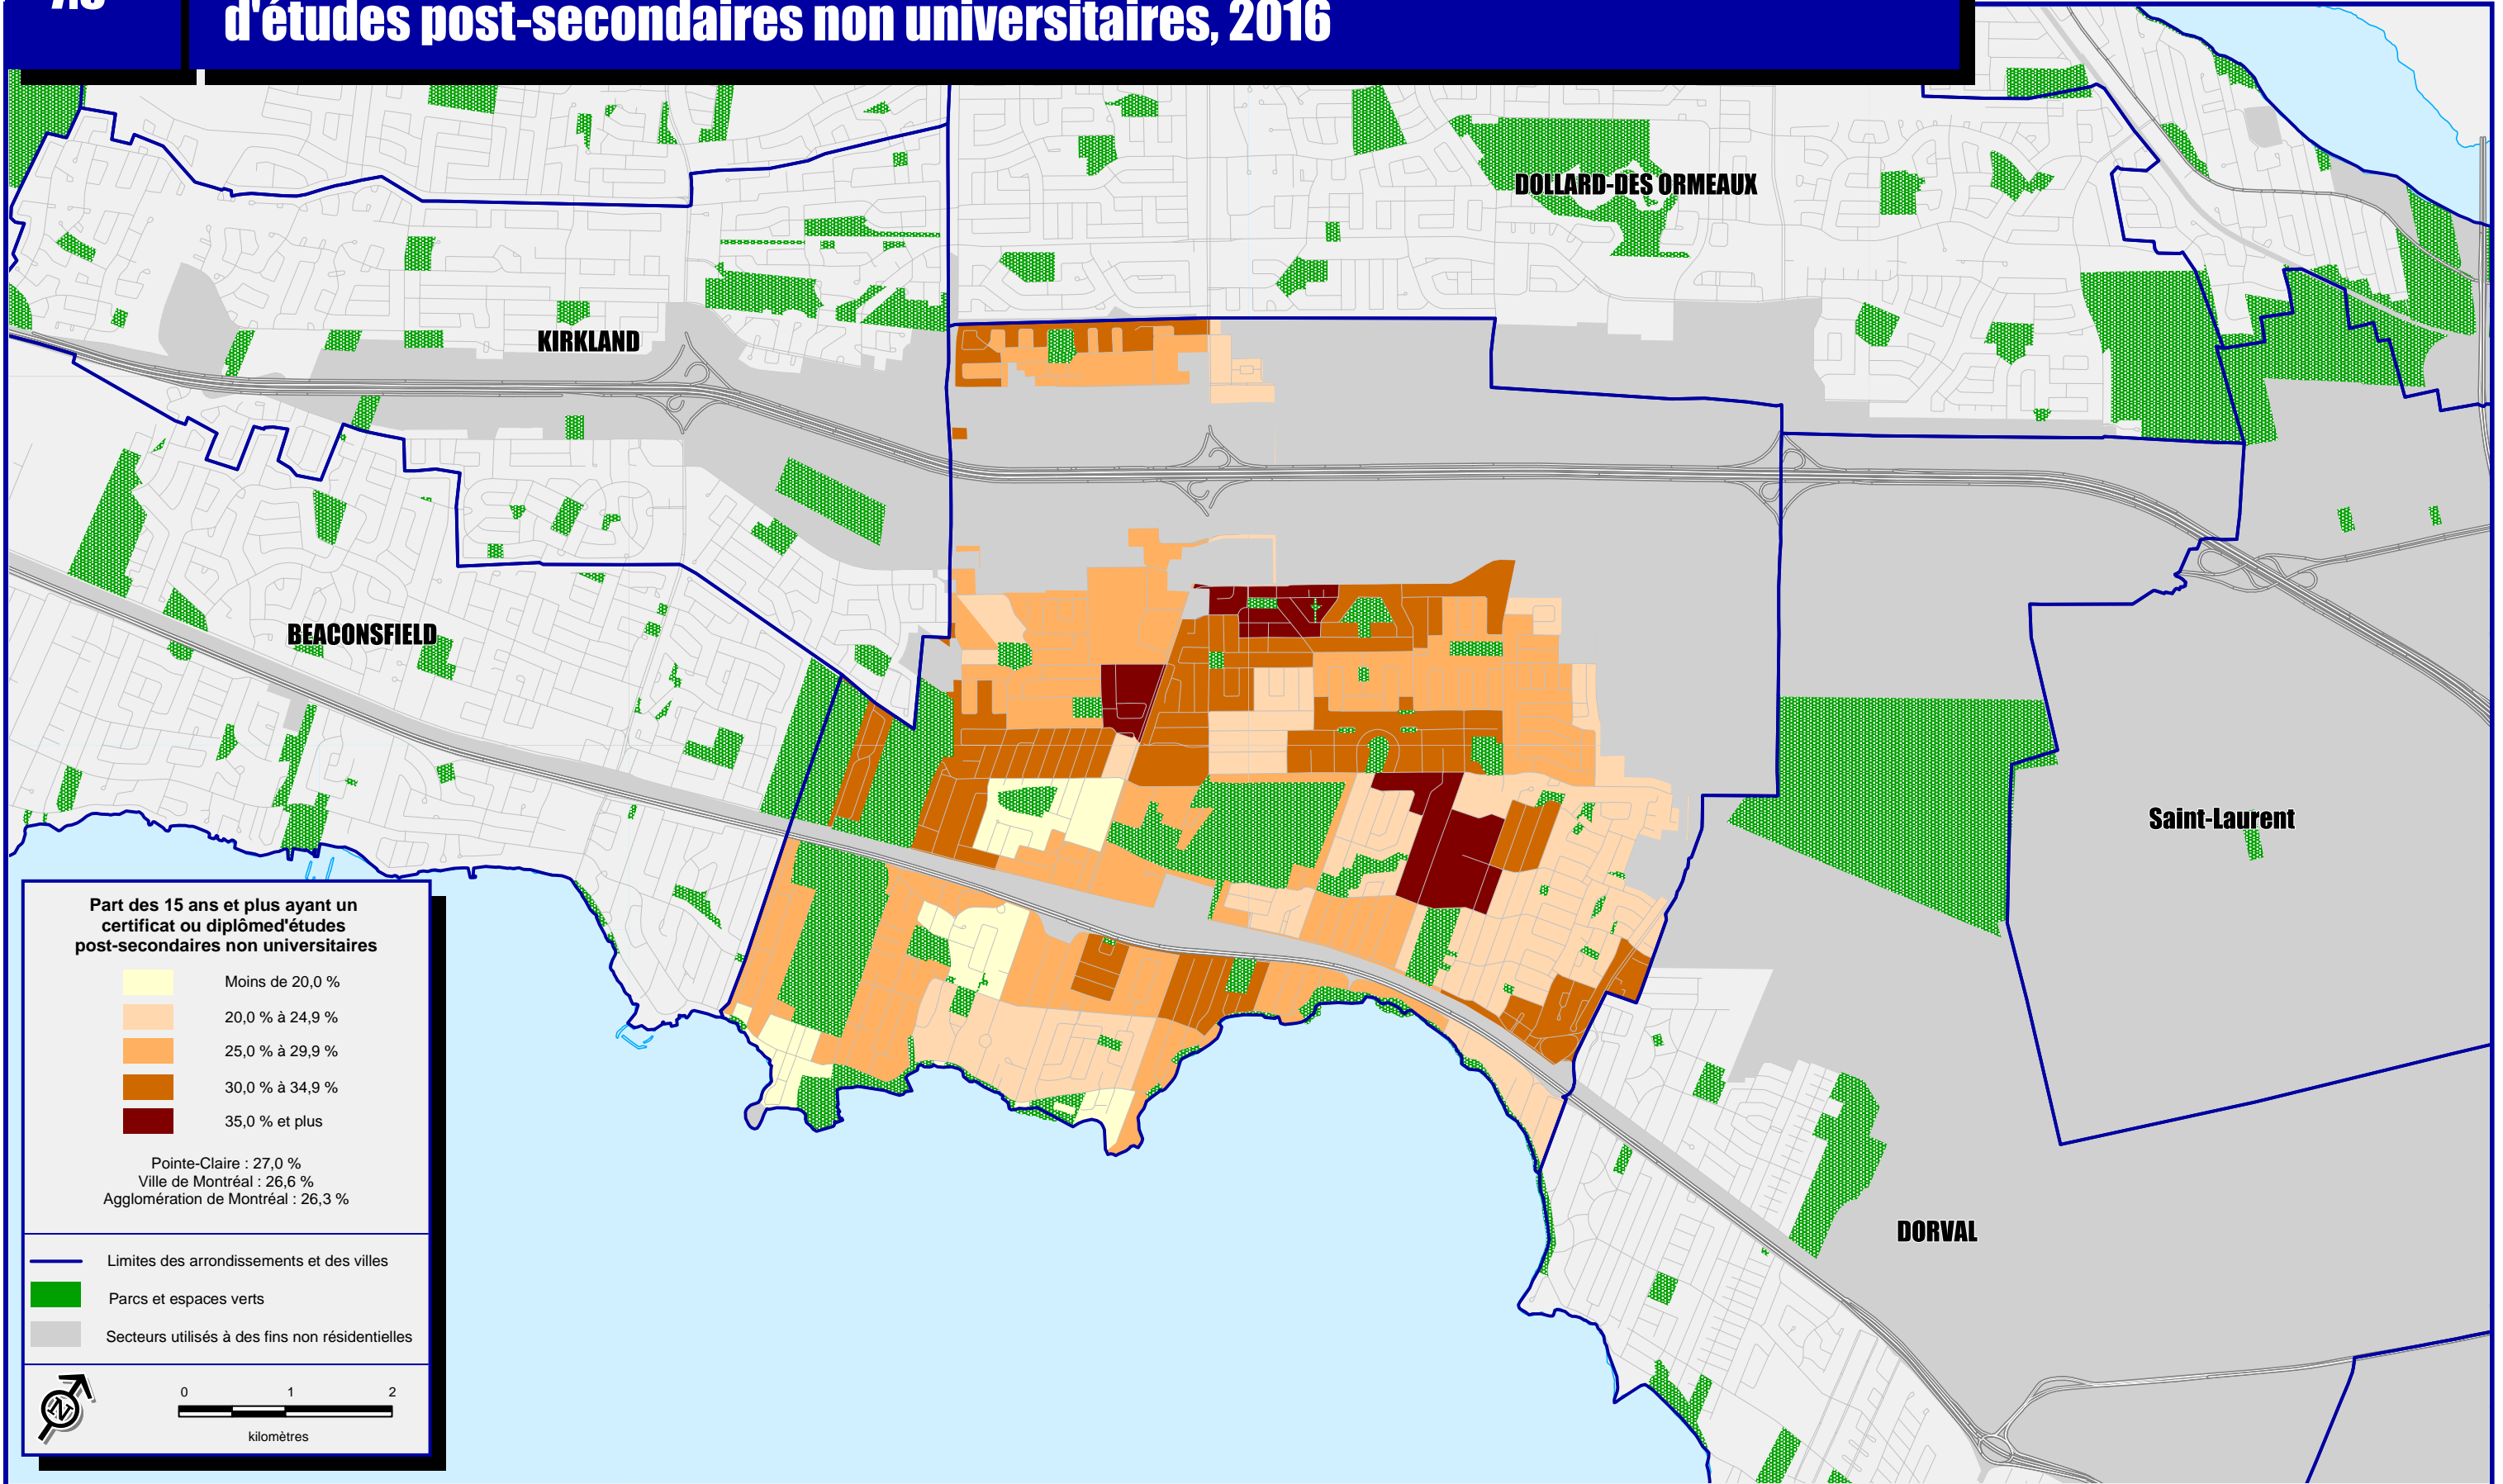 d'études post-secondaires non universitaires, 2016
DOLLARD-DES ORMEAUX
KIRKLAND
BEACONSFIELD
Saint-Laurent
DORVAL
Part des 15 ans et plus ayant un
certificat ou diplômed'études
post-secondaires non universitaires
Moins de 20,0 %
20,0 % à 24,9 %
25,0 % à 29,9 %
30,0 % à 34,9 %
35,0 % et plus
Pointe-Claire : 27,0 %
Ville de Montréal : 26,6 %
Agglomération de Montréal : 26,3 %
Limites des arrondissements et des villes
Parcs et espaces verts
Secteurs utilisés à des fins non résidentielles
N
0 1 2
kilomètres